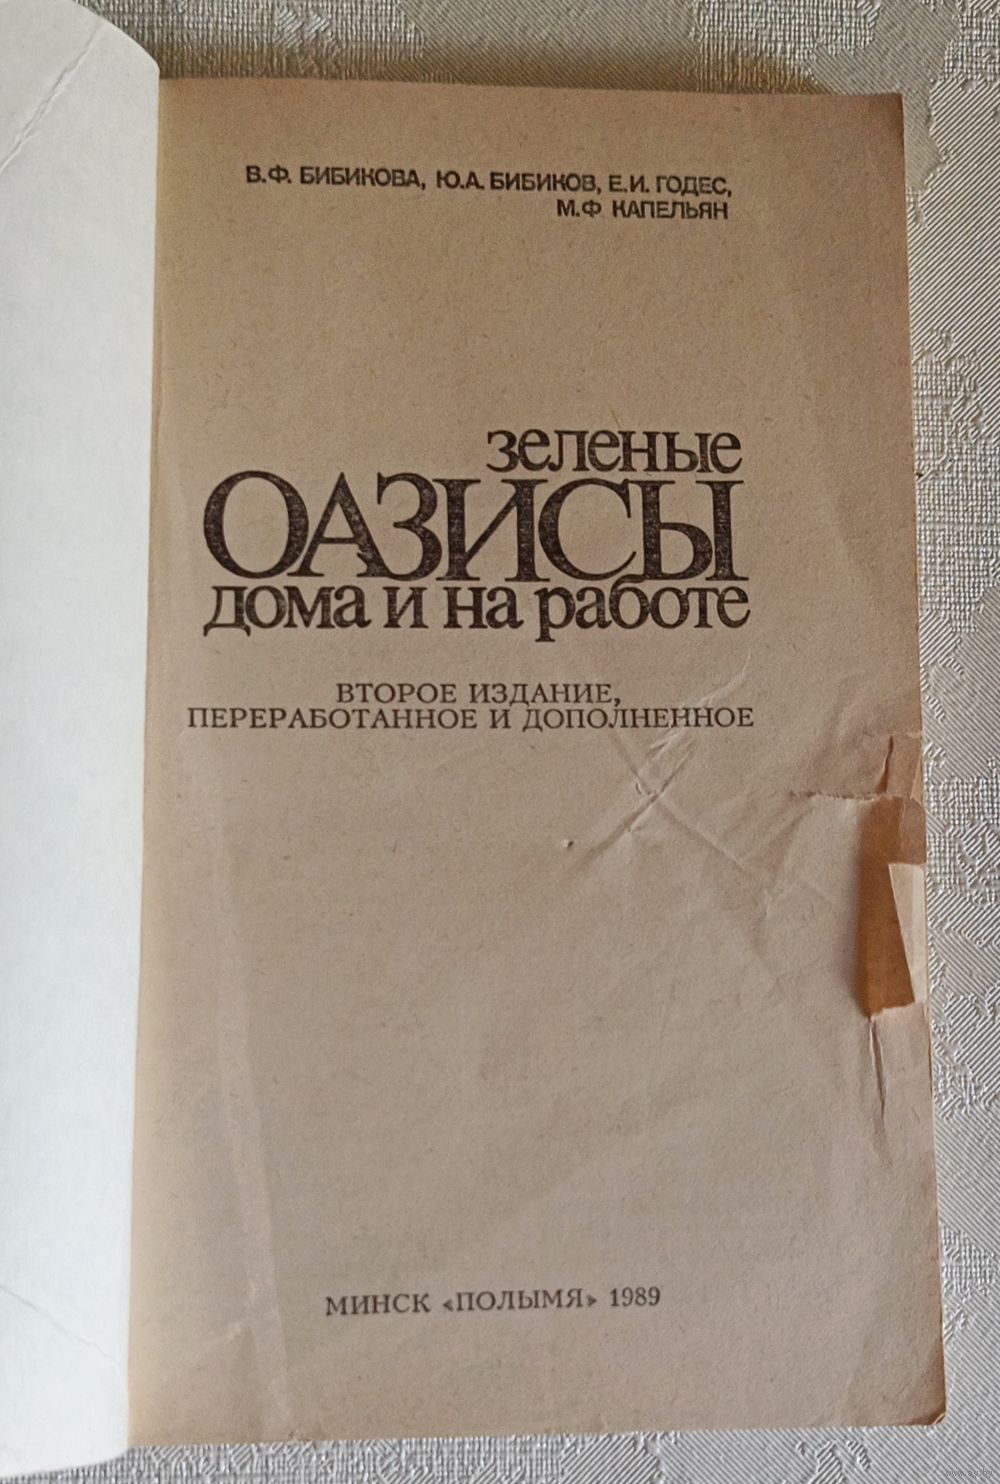 В.Ф. БИБИКОВА, Ю.А. БИБИКОВ, Е.И. ГОДЕС,
М.Ф КАПЕЛЬЯН
зеленые
ОАЗИСЫ
дома и на работе
ВТОРОЕ ИЗДАНИЕ,
ПЕРЕРАБОТАННОЕ И ДОПОЛНЕННОЕ
МИНСК «ПОЛЫМЯ» 1989